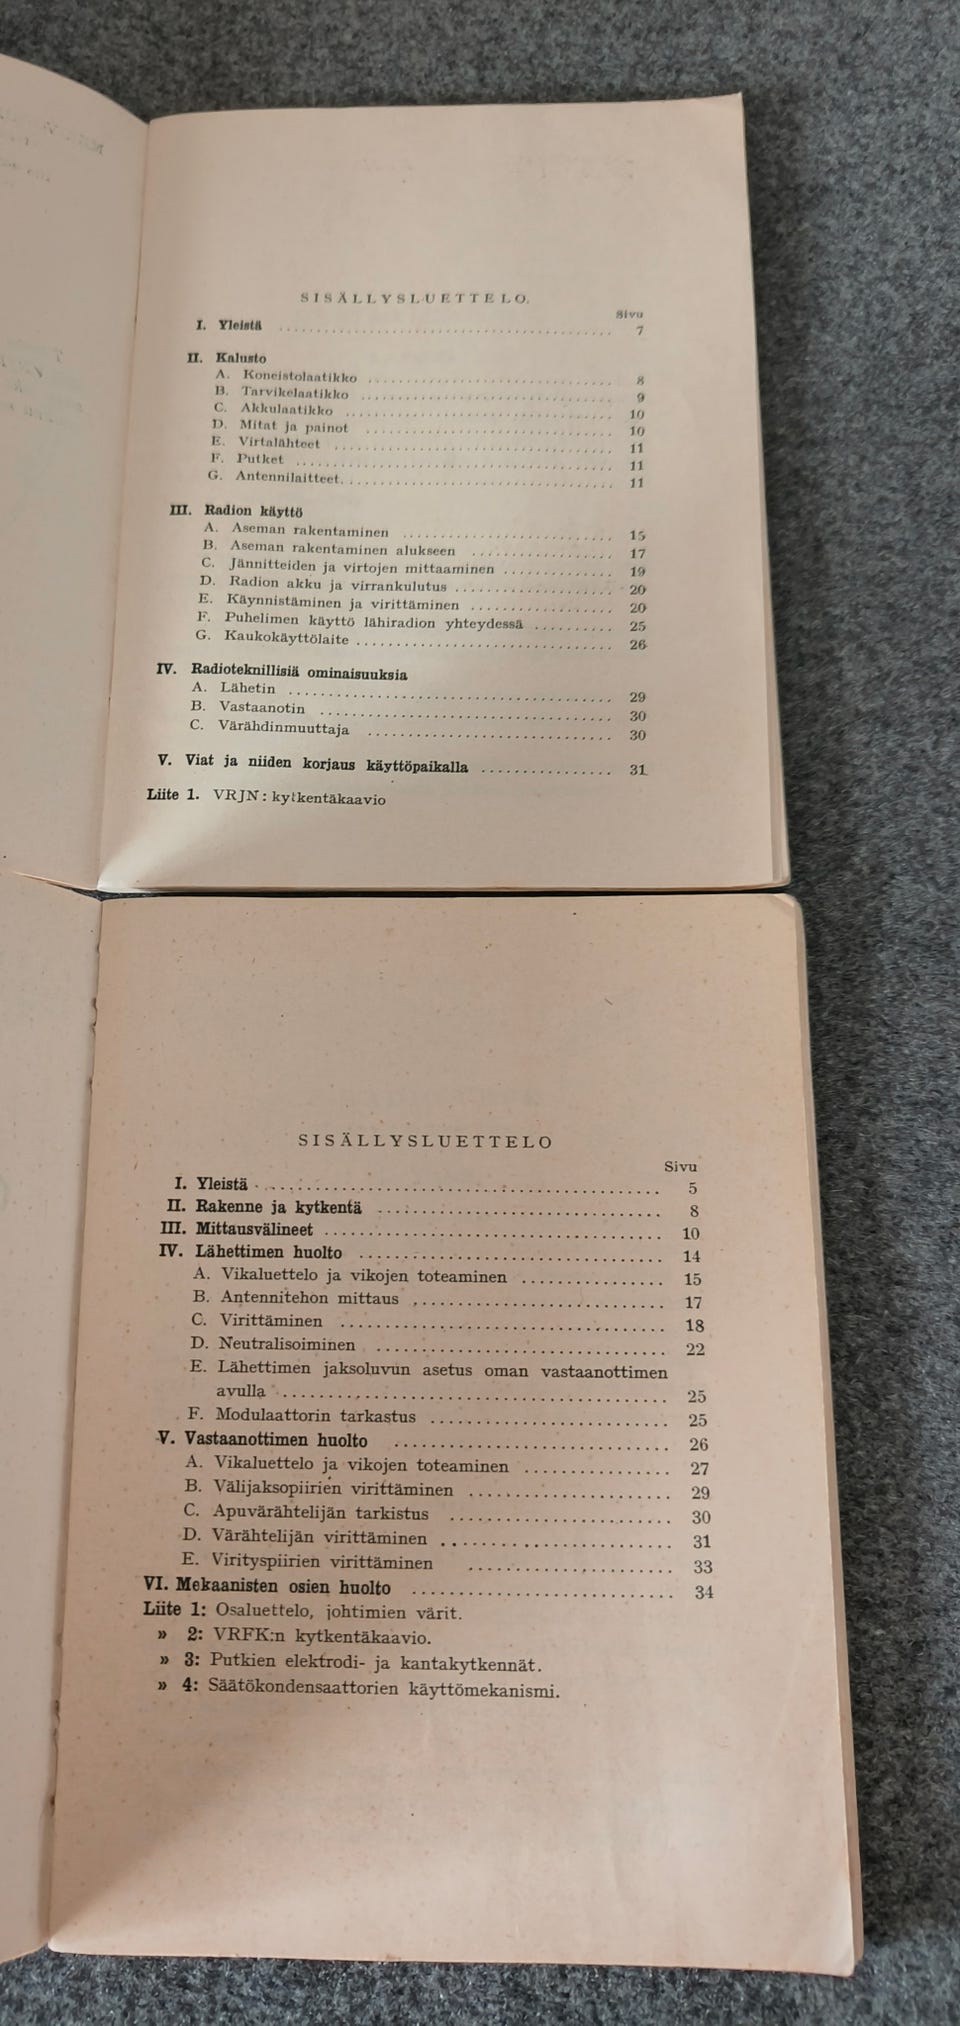 SISÄLLYSLUETTELO.
Sivu
I. Yleistä ........................ 7
II. Kalusto
A. Koneistolaatikko ........................ 8
B. Tarvikelaatikko ........................ 9
C. Akkulaatikko ........................ 10
D. Mitat ja painot ........................ 10
E. Virtalähteet ........................ 11
F. Putket ........................ 11
G. Antennilaitteet ........................ 11
III. Radion käyttö
A. Aseman rakentaminen ........................ 15
B. Aseman rakentaminen alukseen ........................ 17
C. Jännitteiden ja virtojen mittaaminen ........................ 19
D. Radion akku ja virrankulutus ........................ 20
E. Käynnistäminen ja virittäminen ........................ 20
F. Puhelimen käyttö lähiradion yhteydessä ........................ 25
G. Kaukokäyttölaite ........................ 26
IV. Radioteknillisiä ominaisuuksia
A. Lähetin ........................ 29
B. Vastaanotin ........................ 30
C. Värähdinmuuttaja ........................ 30
V. Viat ja niiden korjaus käyttöpaikalla ........................ 31
Liite 1. VRJN: kytkentäkaavio
SISÄLLYSLUETTELO
Sivu
I. Yleistä ........................ 5
II. Rakenne ja kytkentä ........................ 8
III. Mittausvälineet ........................ 10
IV. Lähettimen huolto ........................ 14
A. Vikaluettelo ja vikojen toteaminen ........................ 15
B. Antennitehon mittaus ........................ 17
C. Virittäminen ........................ 18
D. Neutralisoiminen ........................ 22
E. Lähettimen jaksoluvun asetus oman vastaanottimen
avulla ........................ 25
F. Modulaattorin tarkastus ........................ 25
V. Vastaanottimen huolto ........................ 26
A. Vikaluettelo ja vikojen toteaminen ........................ 27
B. Välijaksopiirien virittäminen ........................ 29
C. Apuvärähtelijän tarkistus ........................ 30
D. Värähtelijän virittäminen ........................ 31
E. Virityspiirien virittäminen ........................ 33
VI. Mekaanisten osien huolto ........................ 34
Liite 1: Osaluettelo, johtimien värit.
» 2: VRFK:n kytkentäkaavio.
» 3: Putkien elektrodi- ja kantakytkennät.
» 4: Säätökondensaattorien käyttömekanismi.